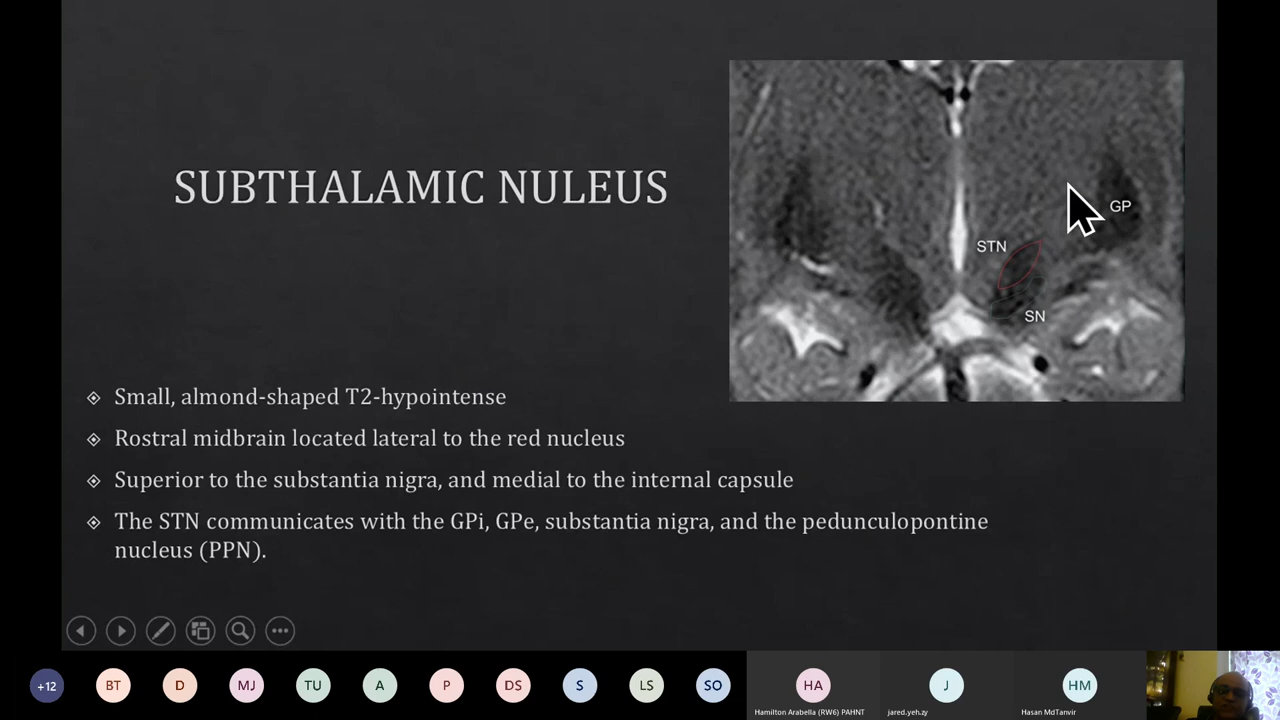 SUBTHALAMIC NULEUS
GP
STN
SN
Small, almond-shaped T2-hypointense
Rostral midbrain located lateral to the red nucleus
Superior to the substantia nigra, and medial to the internal capsule
The STN communicates with the GPi, GPe, substantia nigra, and the pedunculopontine
nucleus (PPN).
+12 BT D MJ TU A P DS S LS SO HA J HM
Hamilton Arabella (RW6) PAHNT jared.yeh.zy Hasan MdTanvir